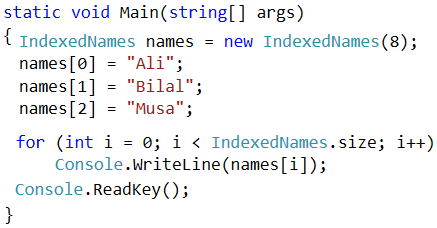 static void Main(string[] args)
{ IndexedNames names = new IndexedNames(8);
names[0] = "Ali";
names[1] = "Bilal";
names[2] = "Musa";
for (int i = 0; i < IndexedNames.size; i++)
Console.WriteLine(names[i]);
Console.ReadKey();
}